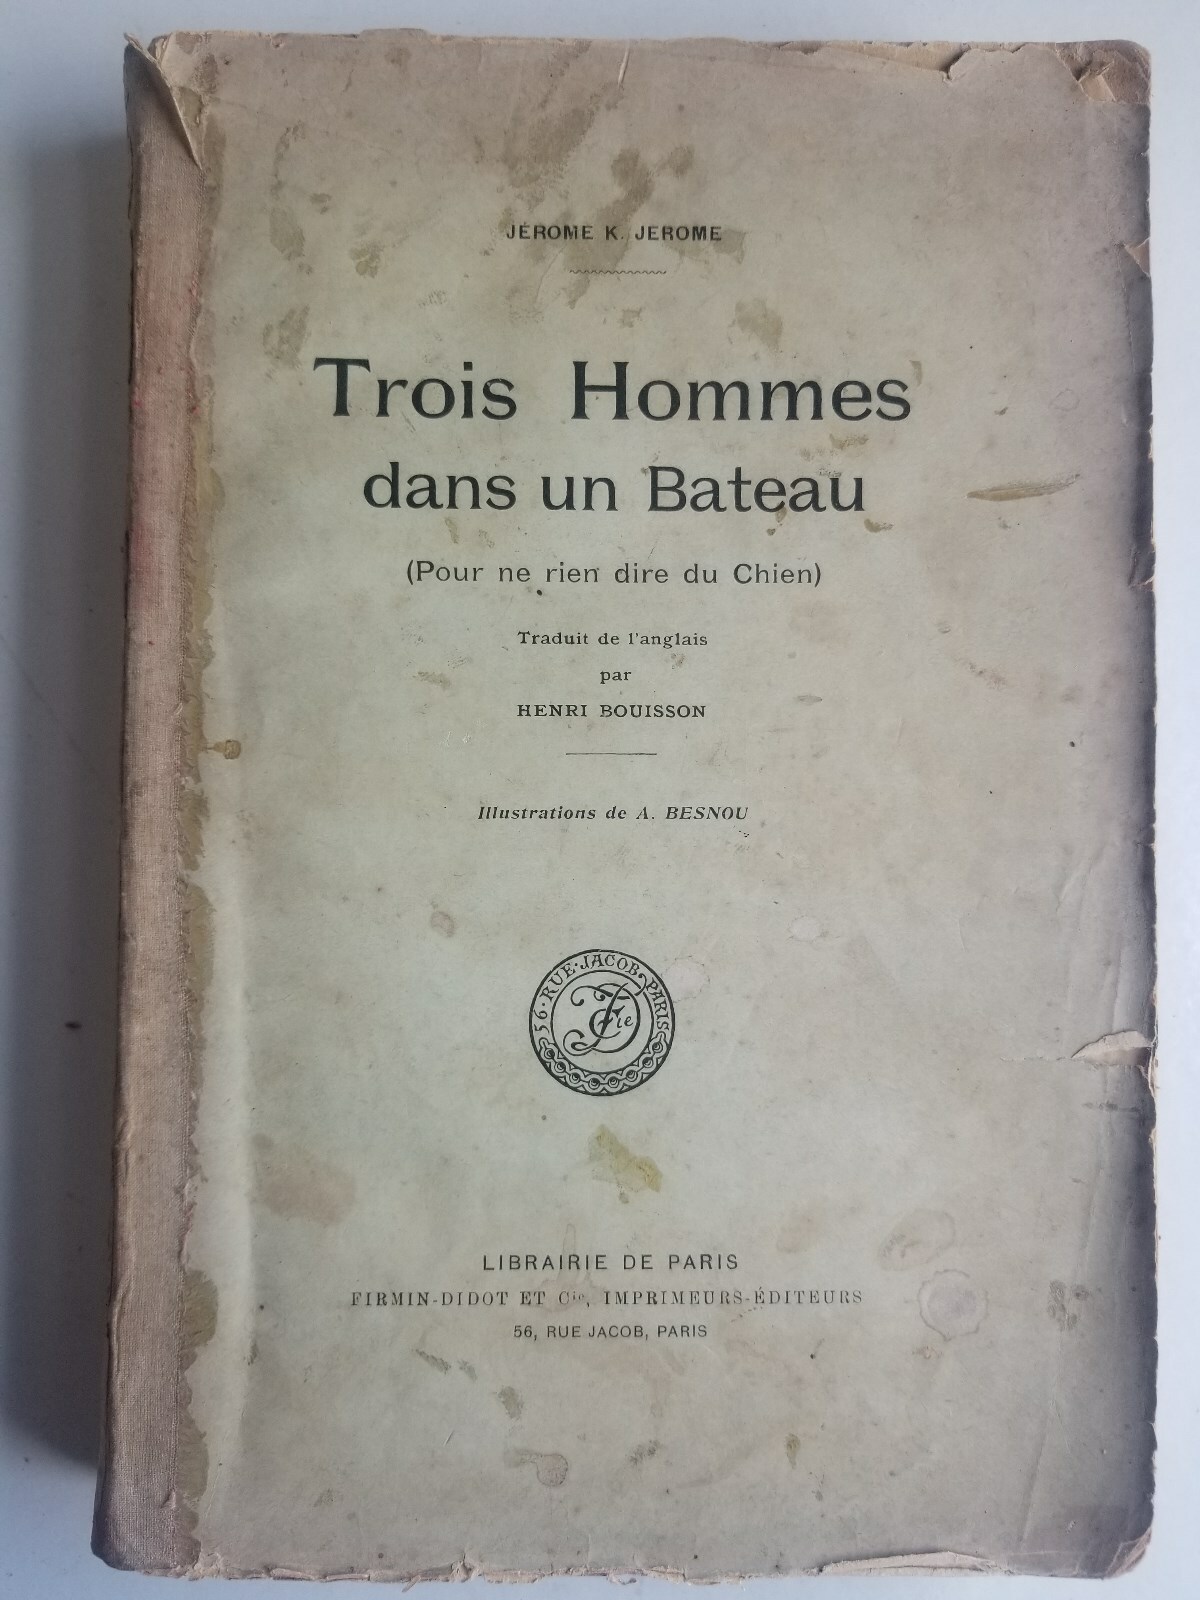 JÉROME K. JEROME
Trois Hommes
dans un Bateau
(Pour ne rien dire du Chien)
Traduit de l'anglais
par
HENRI BOUISSON
Illustrations de A. BESNOU
56·RUE·JACOB·PARIS
FD Cie
LIBRAIRIE DE PARIS
FIRMIN-DIDOT ET Cie, IMPRIMEURS-ÉDITEURS
56, RUE JACOB, PARIS